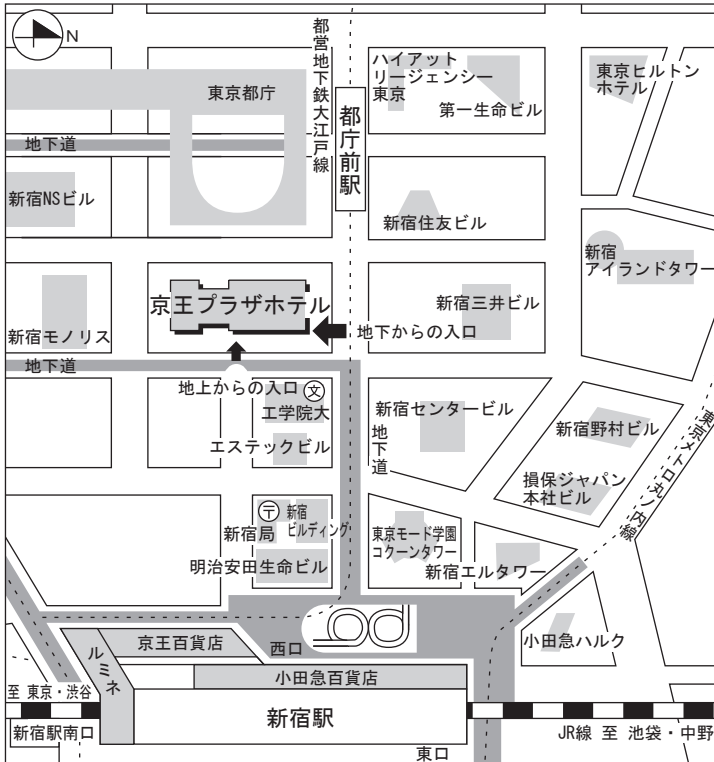 N
都営地下鉄大江戸線
ハイアット
リージェンシー
東京
東京ヒルトン
ホテル
東京都庁
第一生命ビル
都庁前駅
地下道
新宿NSビル
新宿住友ビル
新宿
アイランドタワー
京王プラザホテル
新宿三井ビル
新宿モノリス
地下からの入口
地下道
地上からの入口
文
工学院大
新宿センタービル
地下道
新宿野村ビル
東京メトロ丸ノ内線
エステックビル
損保ジャパン
本社ビル
〒
新宿
ビルディング
新宿局
東京モード学園
コクーンタワー
明治安田生命ビル
新宿エルタワー
京王百貨店
西口
小田急ハルク
ルミネ
小田急百貨店
至 東京・渋谷
新宿駅
新宿駅南口
JR線 至 池袋・中野
東口